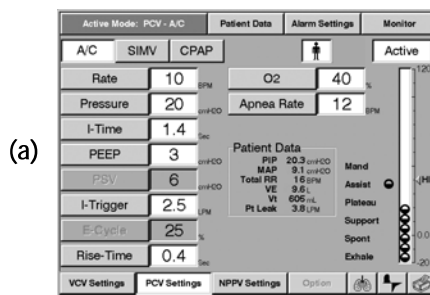 Active Mode: PCV - A/C Patient Data Alarm Settings Monitor
A/C SIMV CPAP Active
Rate 10 BPM O2 40 %
Pressure 20 cmH2O Apnea Rate 12 BPM
I-Time 1.4 Sec
PEEP 3 cmH2O
PSV 6 cmH2O
I-Trigger 2.5 LPM
E-Cycle 25 %
Rise-Time 0.4 Sec
(a)
Patient Data
PIP 20.3 cmH2O
MAP 9.1 cmH2O
Total RR 16 BPM
VE 9.6 L
Vt 605 mL
Pt Leak 3.8 LPM
Mand
Assist
Plateau
Support
Spont
Exhale
120
0.0
-20
VCV Settings PCV Settings NPPV Settings Option